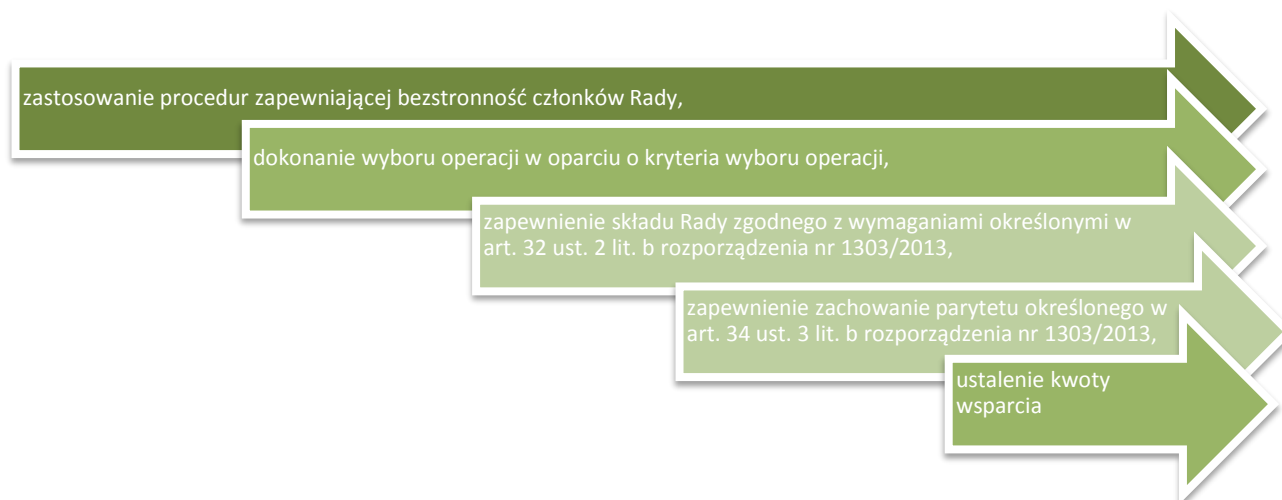 zastosowanie procedur zapewniającej bezstronność członków Rady,
dokonanie wyboru operacji w oparciu o kryteria wyboru operacji,
zapewnienie składu Rady zgodnego z wymaganiami określonymi w
art. 32 ust. 2 lit. b rozporządzenia nr 1303/2013,
zapewnienie zachowanie parytetu określonego w
art. 34 ust. 3 lit. b rozporządzenia nr 1303/2013,
ustalenie kwoty
wsparcia